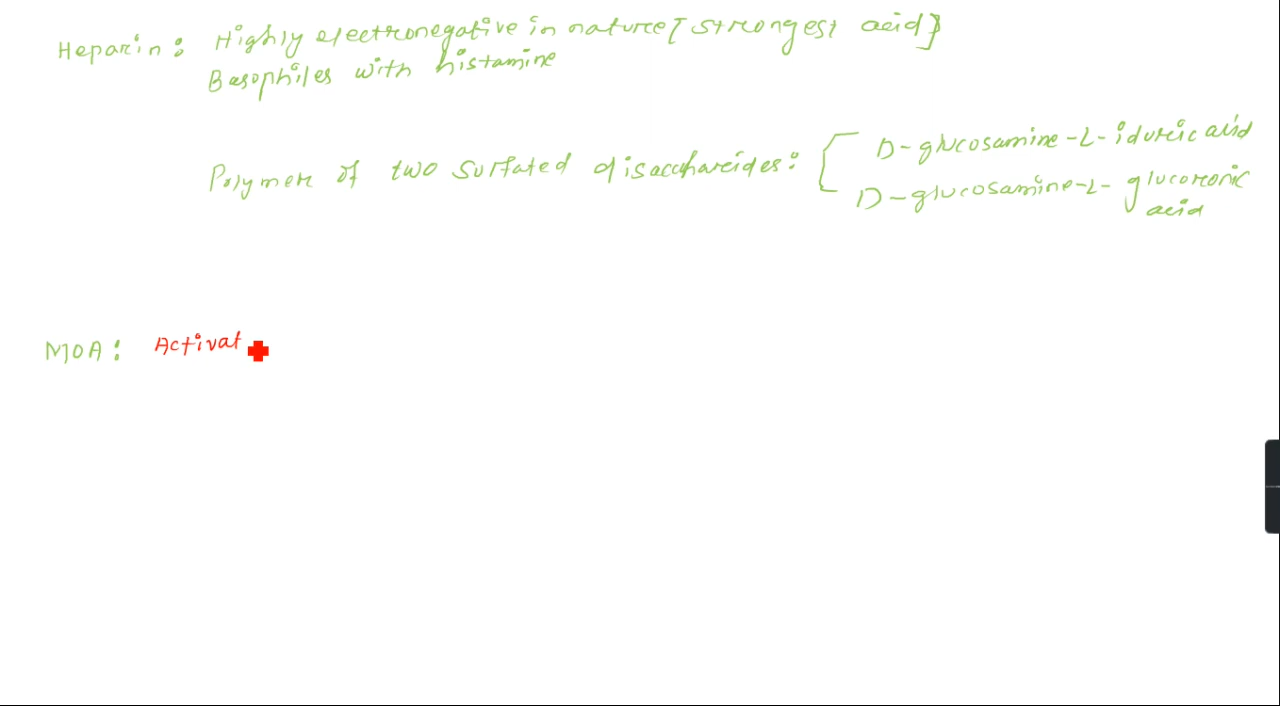 Heparin: Highly electronegative in nature [strongest acid]
Basophiles with histamine
Polymer of two sulfated disaccharides:
D-glucosamine-L-iduric acid
D-glucosamine-L-glucoronic
acid
MOA: Activat